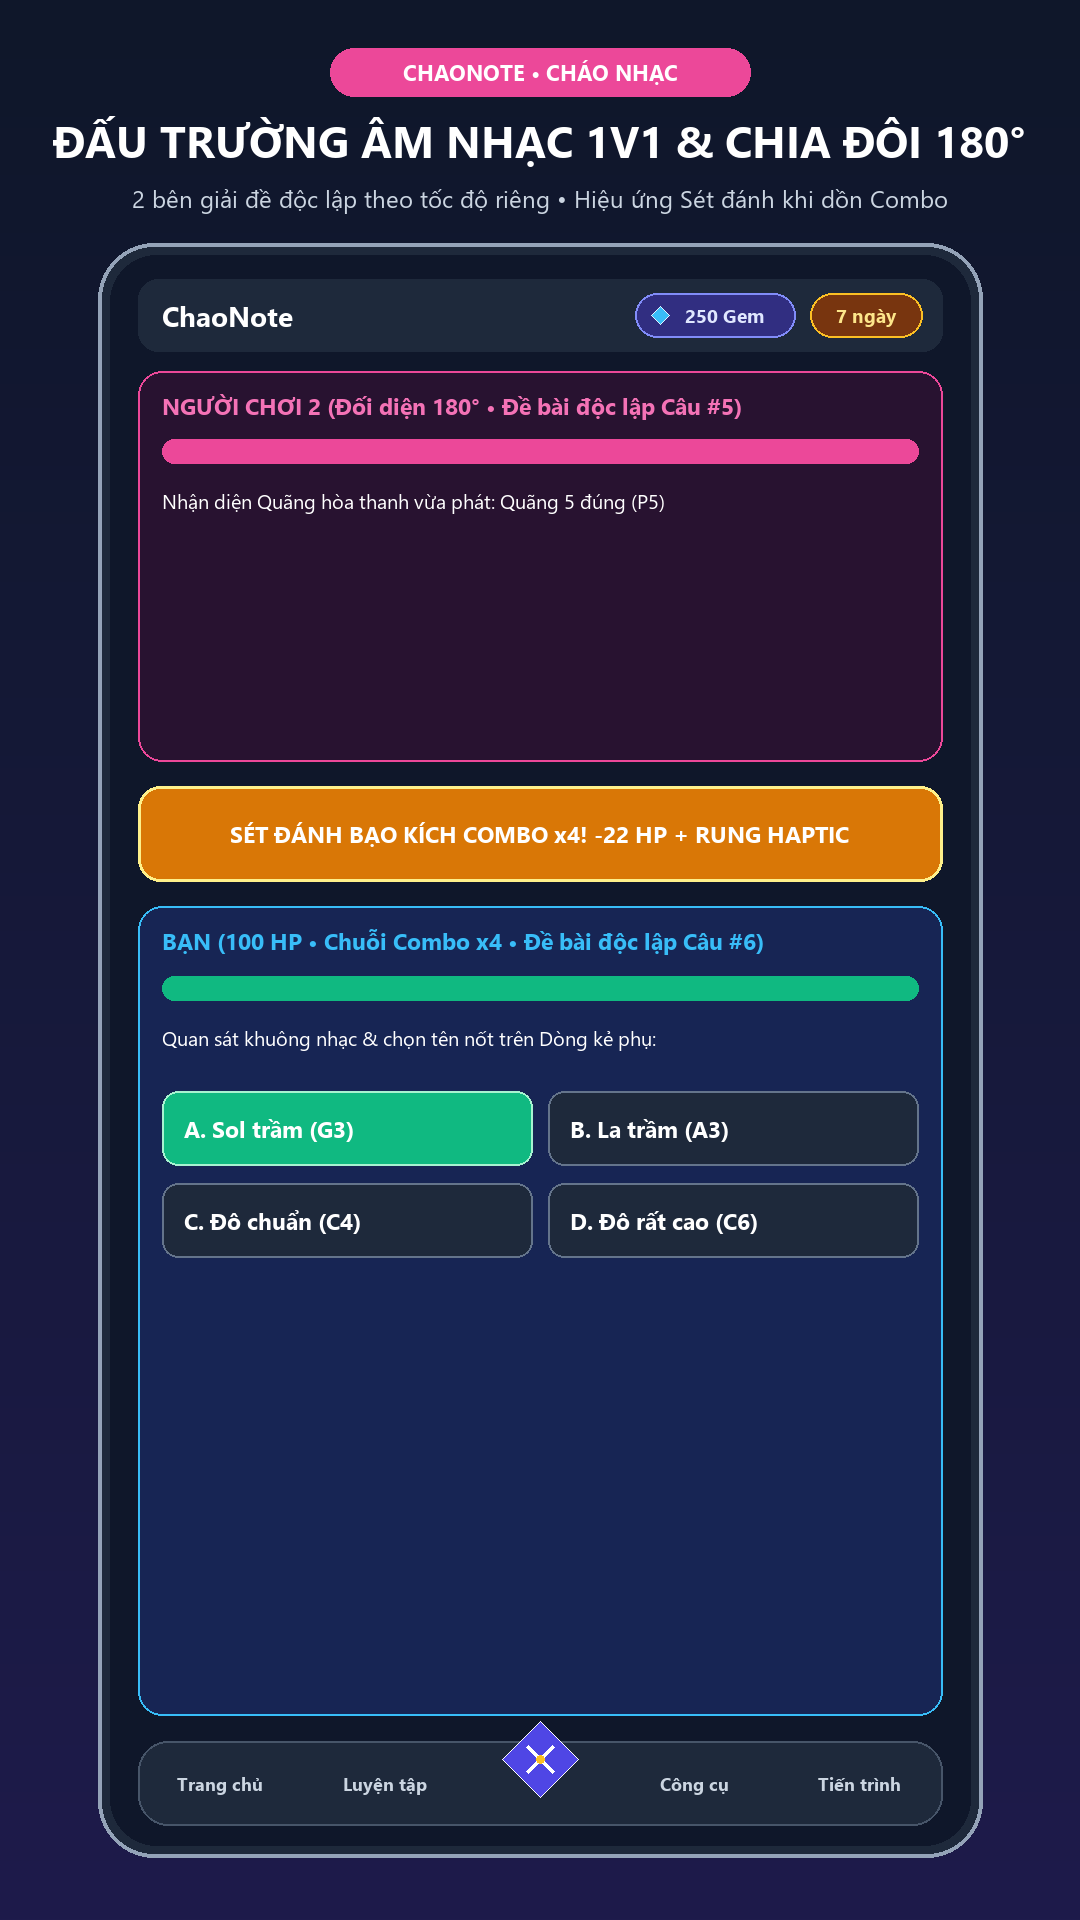 CHAONOTE • CHÁO NHẠC
ĐẤU TRƯỜNG ÂM NHẠC 1V1 & CHIA ĐÔI 180°
2 bên giải đề độc lập theo tốc độ riêng • Hiệu ứng Sét đánh khi dồn Combo
ChaoNote
250 Gem
7 ngày
NGƯỜI CHƠI 2 (Đối diện 180° • Đề bài độc lập Câu #5)
Nhận diện Quãng hòa thanh vừa phát: Quãng 5 đúng (P5)
SÉT ĐÁNH BẠO KÍCH COMBO x4! -22 HP + RUNG HAPTIC
BẠN (100 HP • Chuỗi Combo x4 • Đề bài độc lập Câu #6)
Quan sát khuông nhạc & chọn tên nốt trên Dòng kẻ phụ:
A. Sol trầm (G3)
B. La trầm (A3)
C. Đô chuẩn (C4)
D. Đô rất cao (C6)
Trang chủ
Luyện tập
Công cụ
Tiến trình